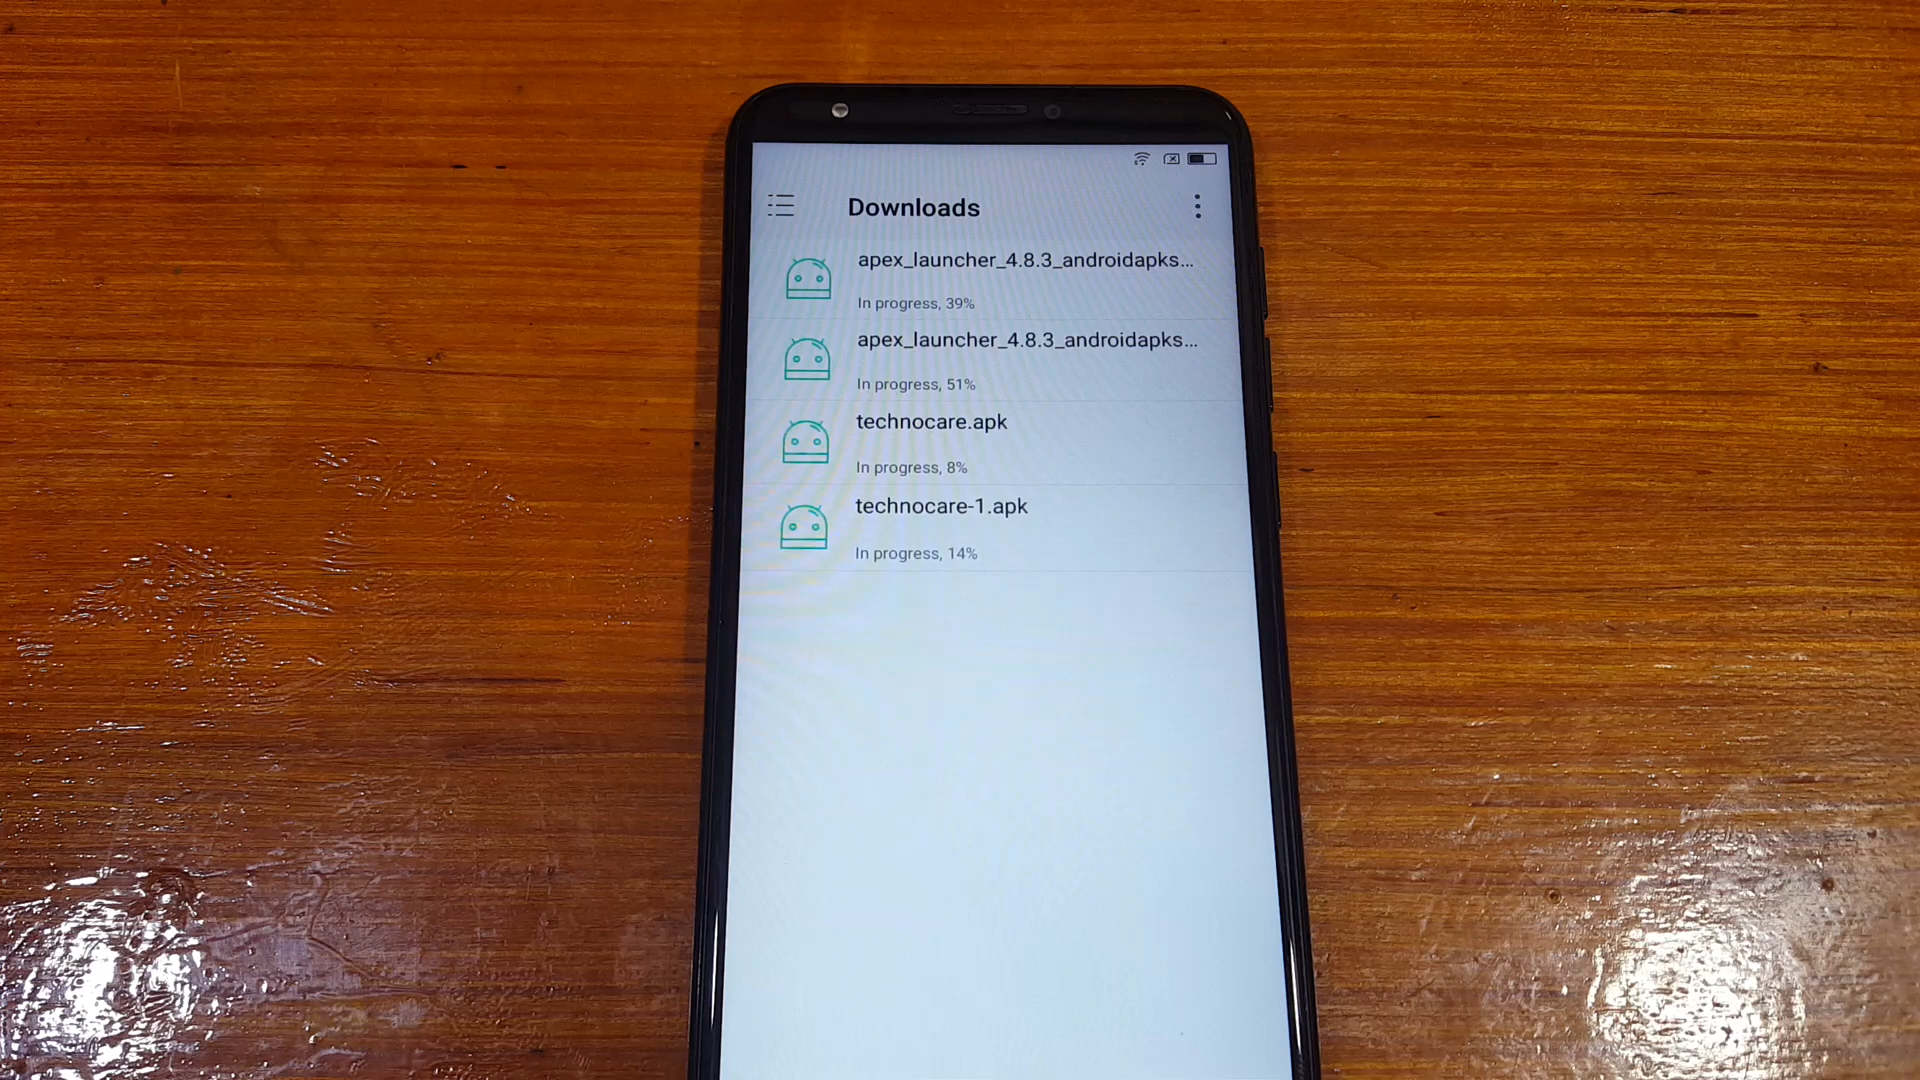 Downloads
apex_launcher_4.8.3_androidapks...
In progress, 39%
apex_launcher_4.8.3_androidapks...
In progress, 51%
technocare.apk
In progress, 8%
technocare-1.apk
In progress, 14%